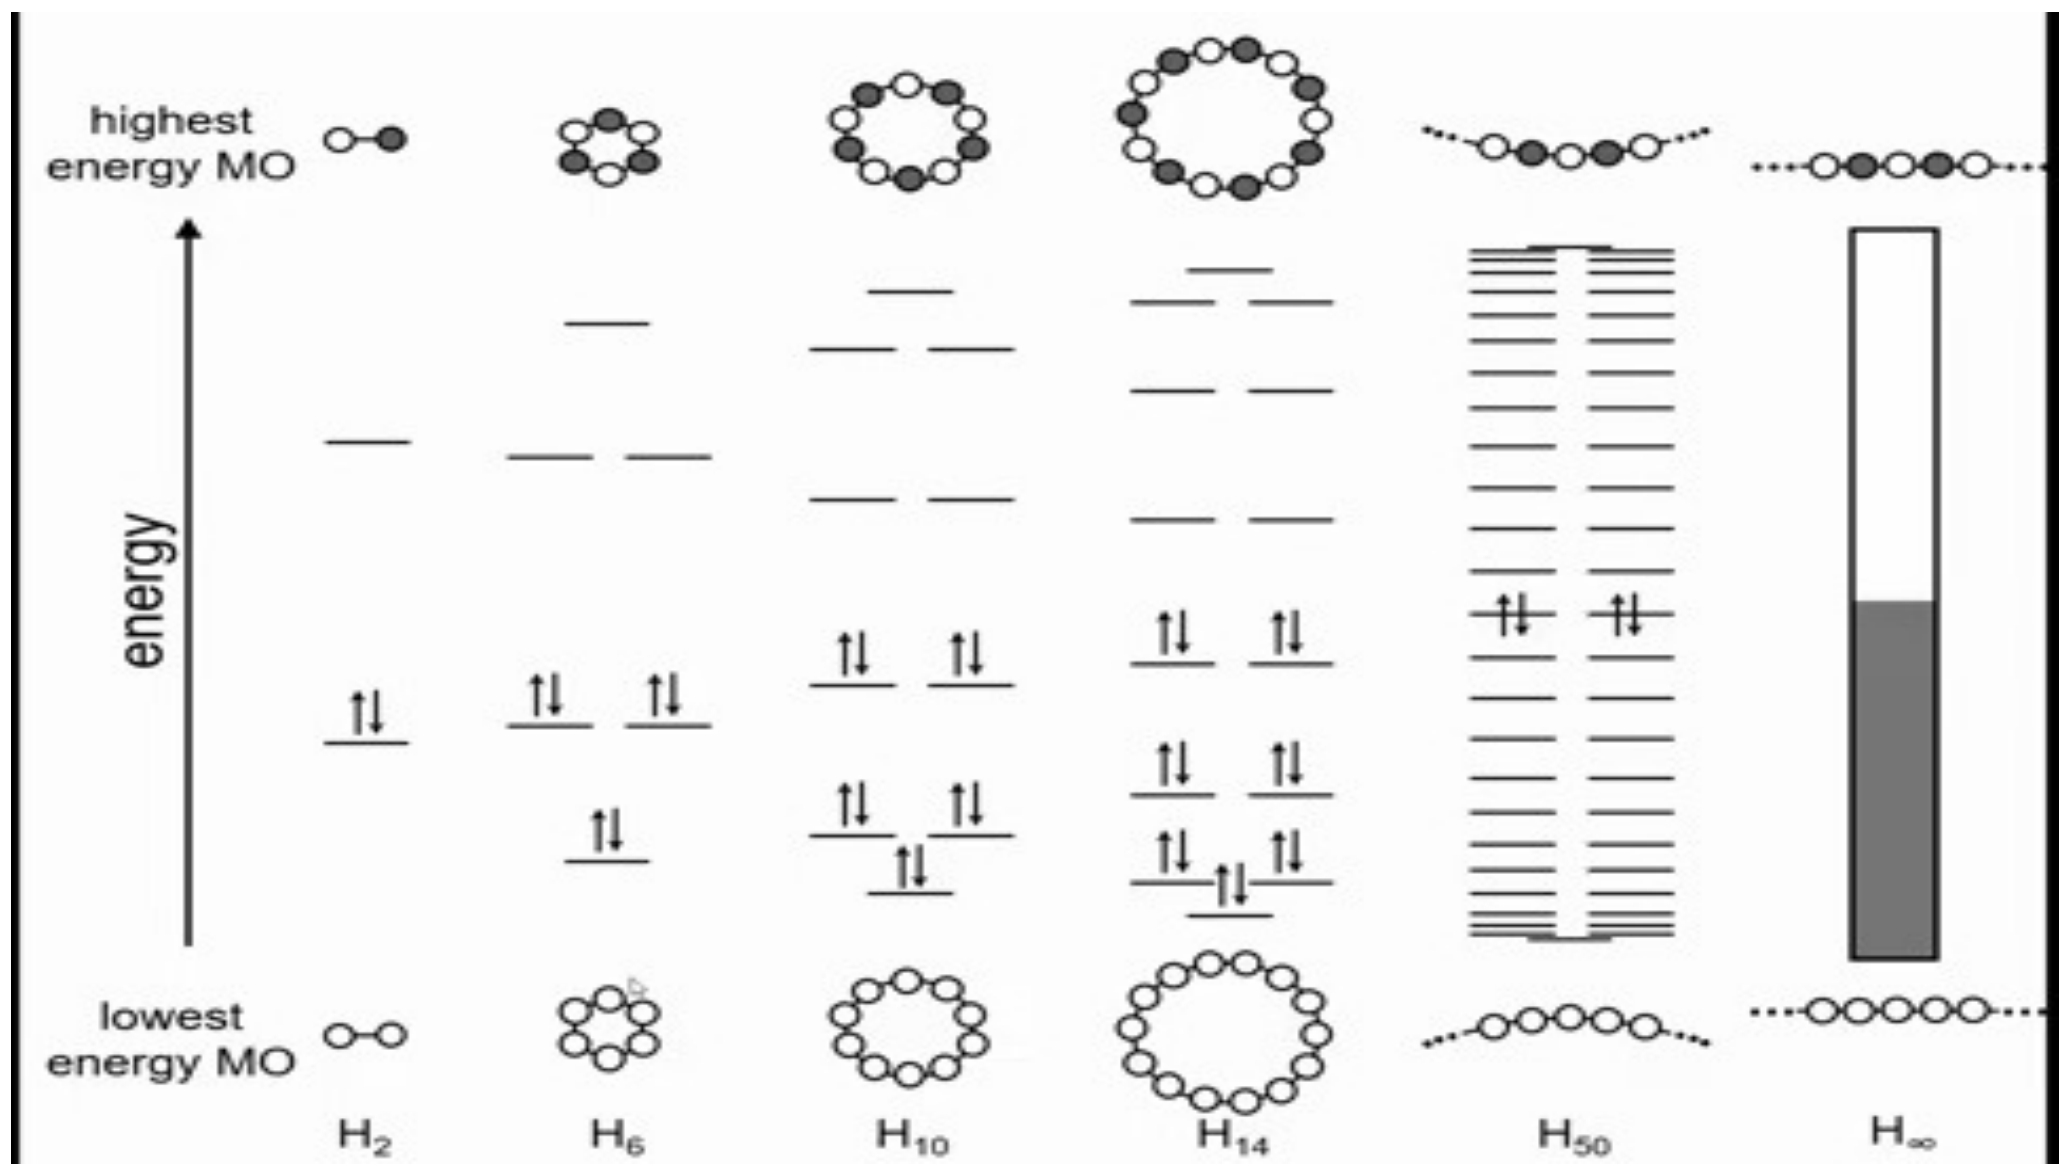 highest
energy MO
energy
lowest
energy MO
H₂
H₆
H₁₀
H₁₄
H₅₀
H∞